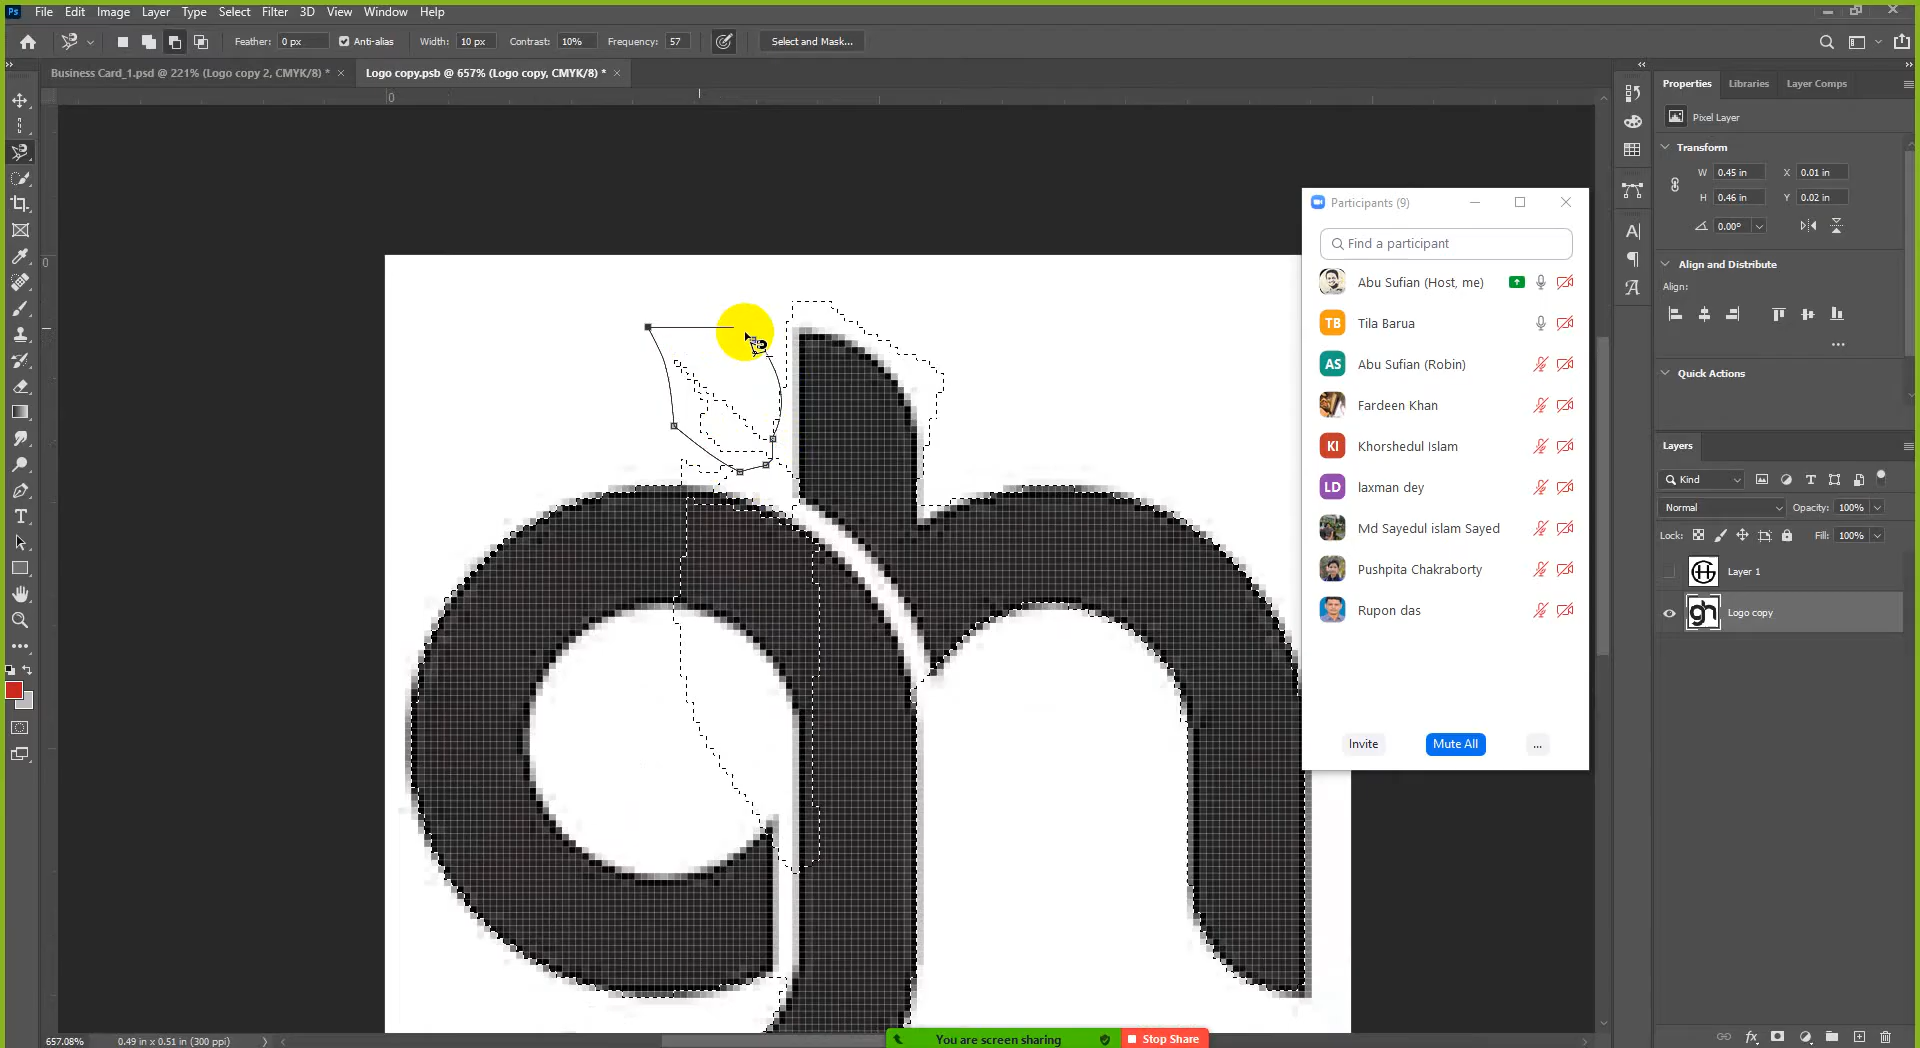 Ps File Edit Image Layer Type Select Filter 3D View Window Help
Feather: 0 px Anti-alias Width: 10 px Contrast: 10% Frequency: 57 Select and Mask...
Business Card_1.psd @ 221% (Logo copy 2, CMYK/8) * × Logo copy.psb @ 657% (Logo copy, CMYK/8) * ×
0
0
Participants (9)
Find a participant
Abu Sufian (Host, me)
TB Tila Barua
AS Abu Sufian (Robin)
Fardeen Khan
KI Khorshedul Islam
LD laxman dey
Md Sayedul islam Sayed
Pushpita Chakraborty
Rupon das
Invite Mute All ...
Properties Libraries Layer Comps
Pixel Layer
Transform
W 0.45 in X 0.01 in
H 0.46 in Y 0.02 in
0.00°
Align and Distribute
Align:
Quick Actions
Layers
Kind
Normal Opacity: 100%
Lock: Fill: 100%
Layer 1
gh Logo copy
657.08% 0.49 in x 0.51 in (300 ppi)
You are screen sharing Stop Share